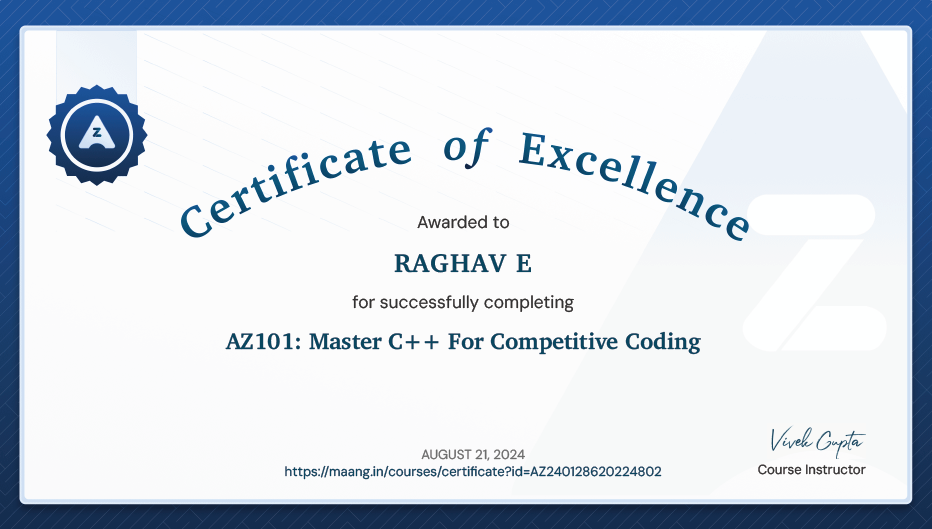 Z
Certificate of Excellence
Awarded to
RAGHAV E
for successfully completing
AZ101: Master C++ For Competitive Coding
AUGUST 21, 2024
https://maang.in/courses/certificate?id=AZ240128620224802
Vivek Gupta
Course Instructor